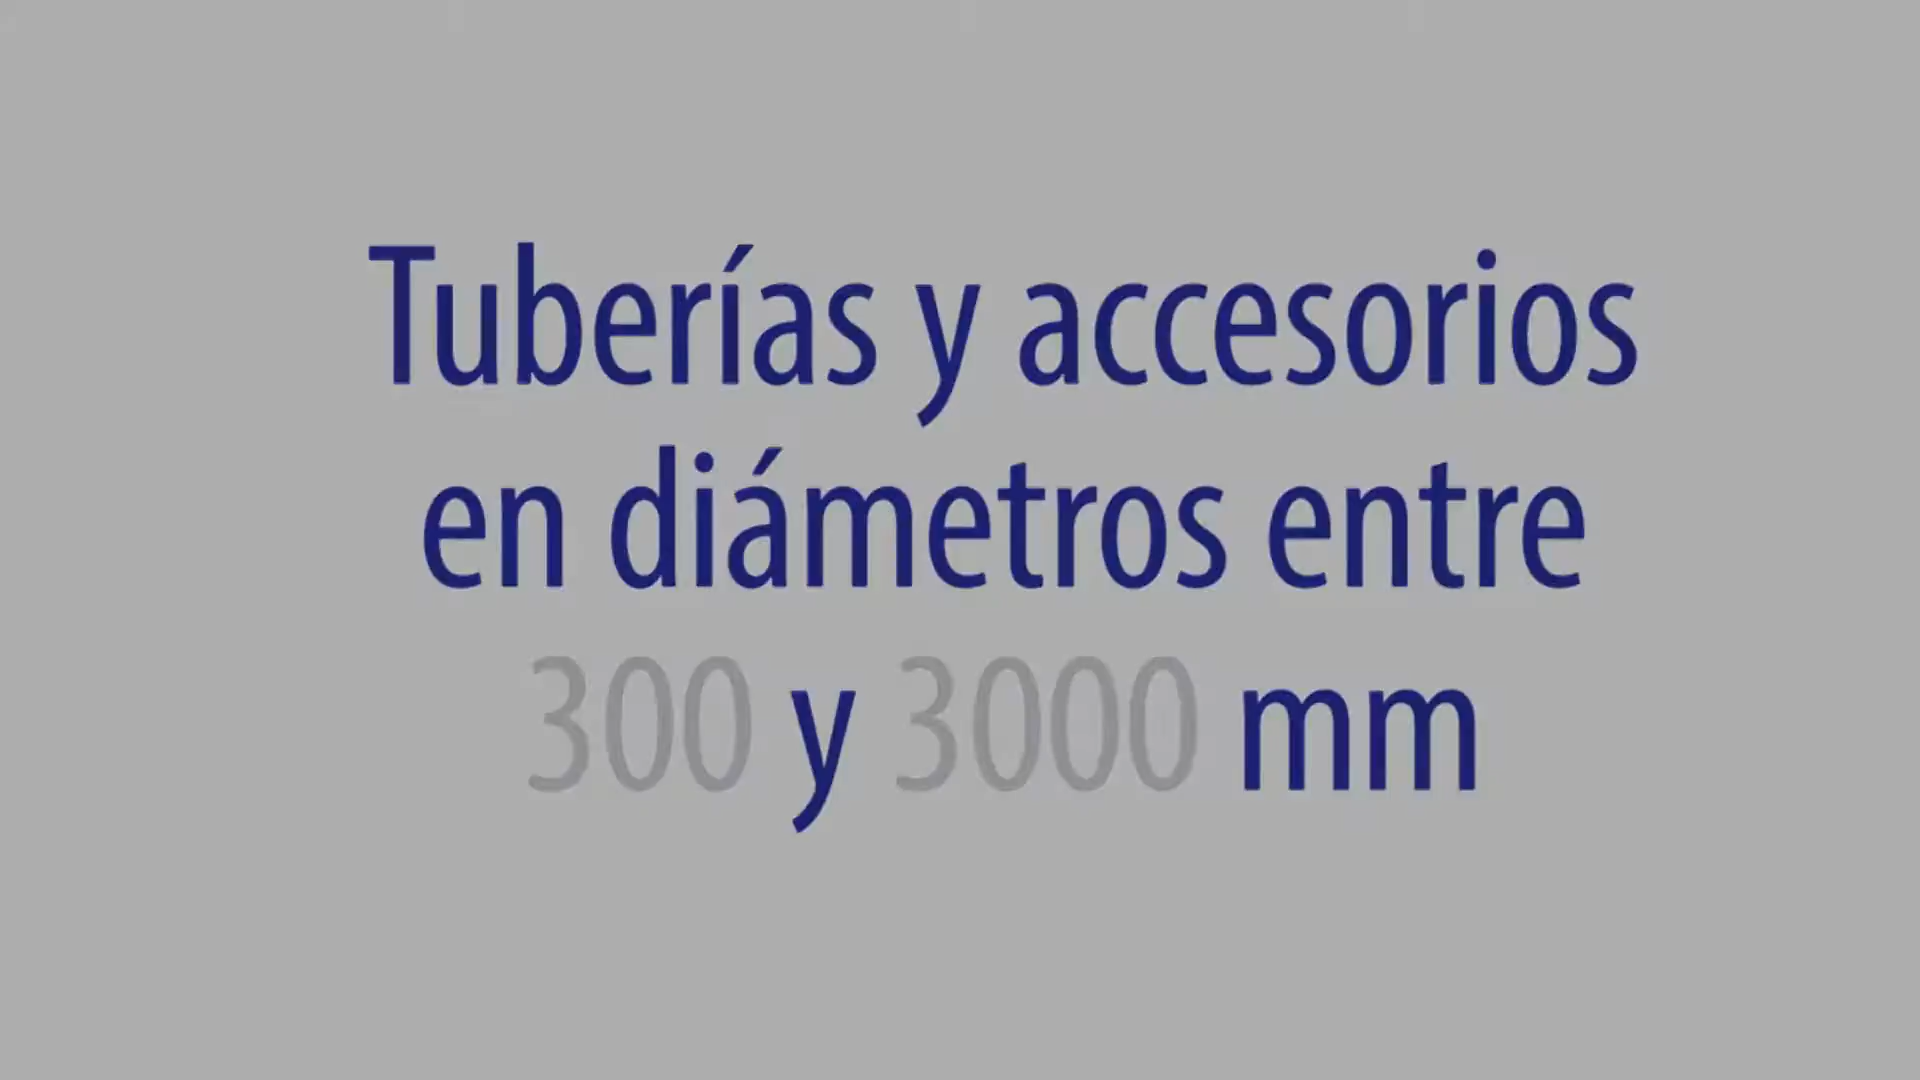 Tuberías y accesorios
en diámetros entre
300 y 3000 mm